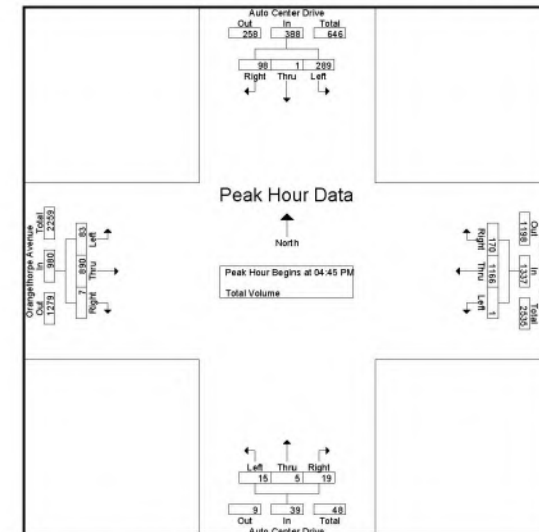 Auto Center Drive
Out In Total
258 388 646
98 1 289
Right Thru Left
Peak Hour Data
North
Peak Hour Begins at 04:45 PM
Total Volume
Orangethorpe Avenue
Out In Total
1279 980 2259
7 890 83
Right Thru Left
Out In Total
1198 1337 2535
170 1166 1
Right Thru Left
Left Thru Right
15 5 19
9 39 48
Out In Total
Auto Center Drive